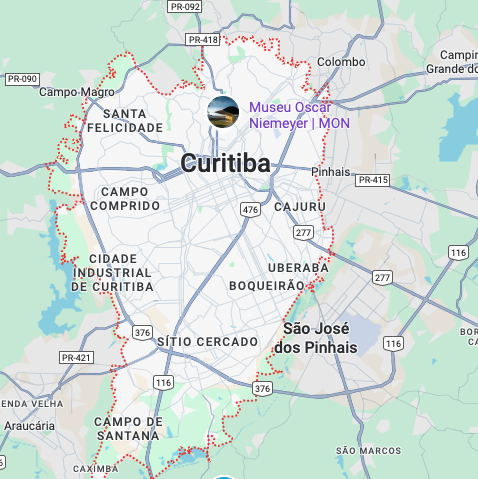 PR-092
PR-418
Colombo
Campin
Grande do
PR-090
Campo Magro
SANTA
FELICIDADE
Museu Oscar
Niemeyer | MON
Curitiba
Pinhais
PR-415
CAMPO
COMPRIDO
476
CAJURU
277
116
CIDADE
INDUSTRIAL
DE CURITIBA
UBERABA
BOQUEIRÃO
277
376
SÍTIO CERCADO
São José
dos Pinhais
BOR
CA
116
PR-421
116
376
ENDA VELHA
Araucária
CAMPO DE
SANTANA
SÃO MARCOS
CAXIMBA